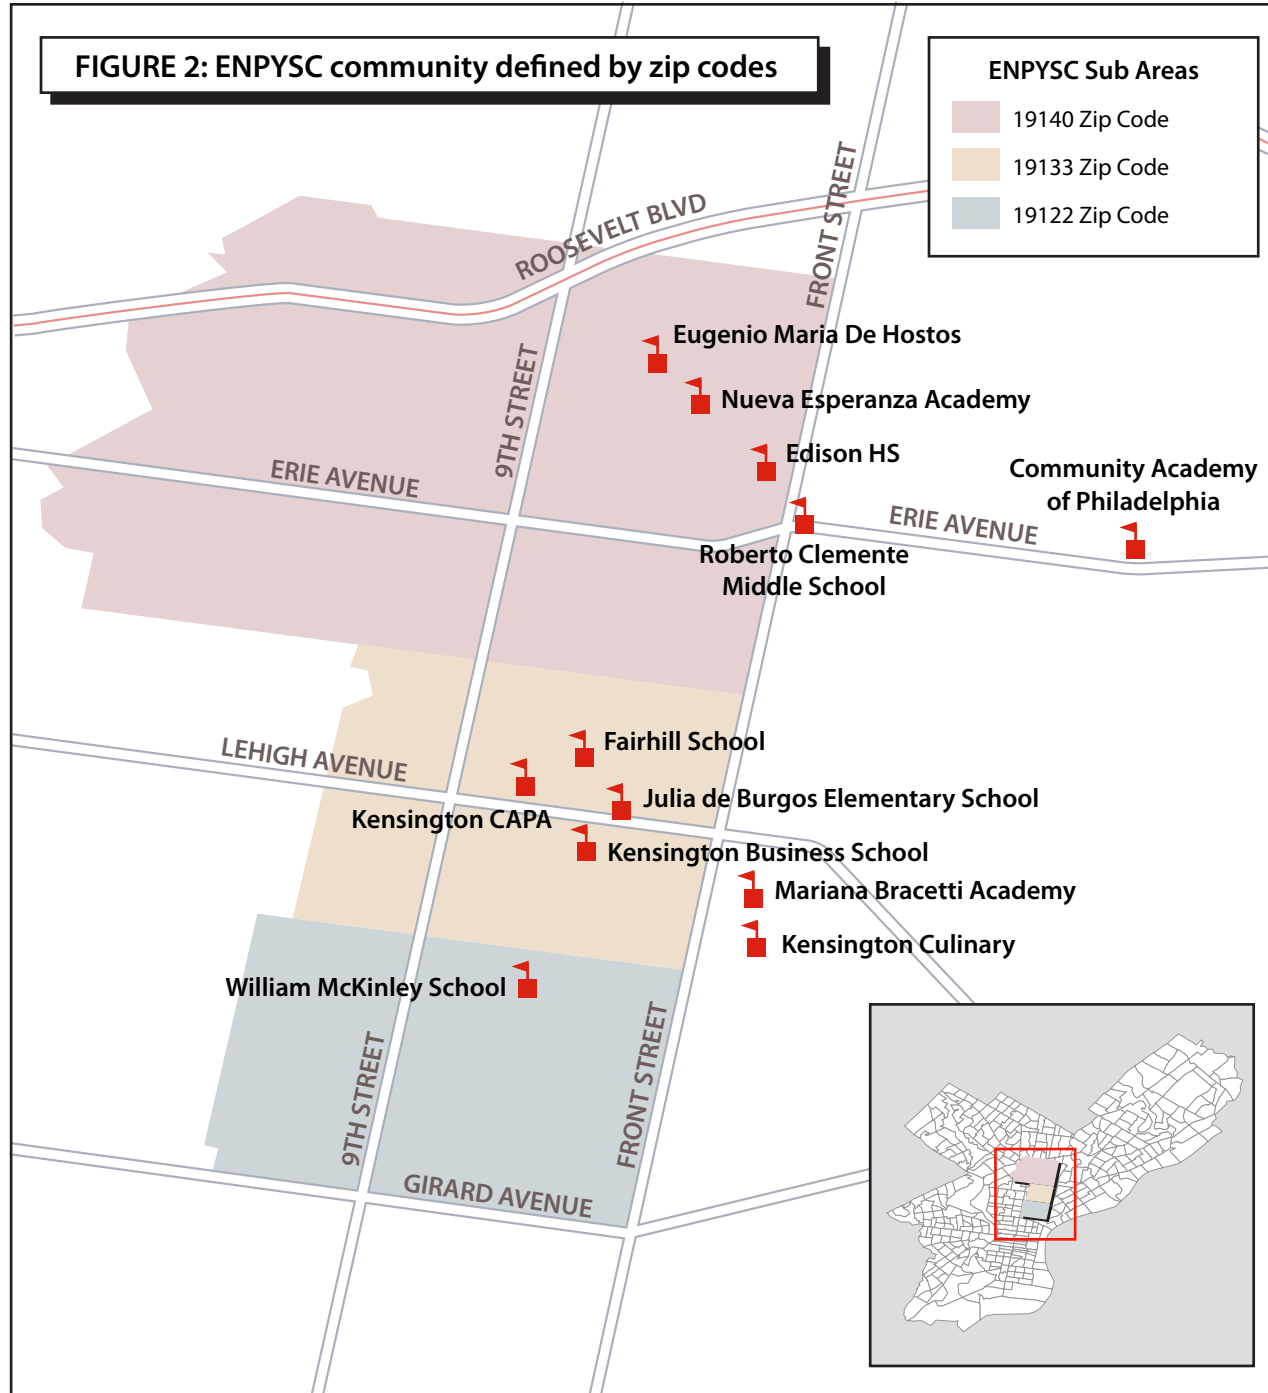 FIGURE 2: ENPYSC community defined by zip codes
ENPYSC Sub Areas
19140 Zip Code
19133 Zip Code
19122 Zip Code
ROOSEVELT BLVD
FRONT STREET
Eugenio Maria De Hostos
9TH STREET
Nueva Esperanza Academy
Edison HS
Community Academy
of Philadelphia
ERIE AVENUE
ERIE AVENUE
Roberto Clemente
Middle School
Fairhill School
LEHIGH AVENUE
Julia de Burgos Elementary School
Kensington CAPA
Kensington Business School
Mariana Bracetti Academy
Kensington Culinary
William McKinley School
9TH STREET
FRONT STREET
GIRARD AVENUE